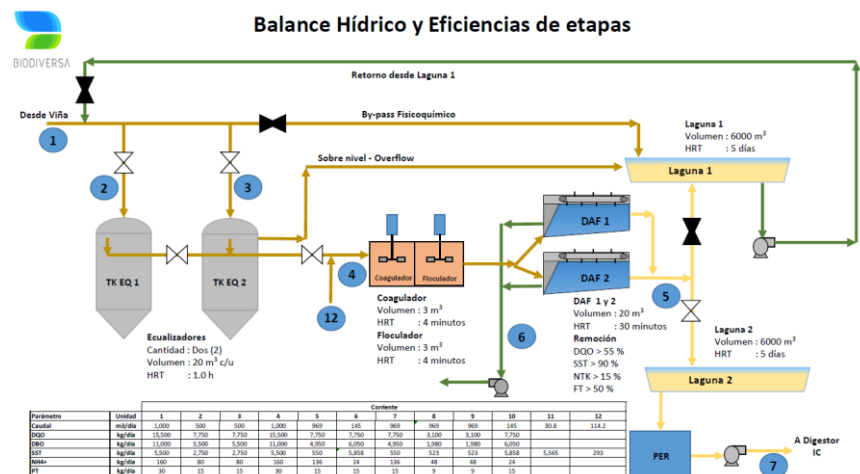 Balance Hídrico y Eficiencias de etapas
BIODIVERSA
Retorno desde Laguna 1
Desde Viña
By-pass Fisicoquímico
1
Laguna 1
Volumen : 6000 m³
HRT : 5 días
Sobre nivel - Overflow
Laguna 1
2
3
DAF 1
TK EQ 1
TK EQ 2
4
Coagulador
Floculador
DAF 2
5
12
Coagulador
Volumen : 3 m³
HRT : 4 minutos
Floculador
Volumen : 3 m³
HRT : 4 minutos
6
DAF 1 y 2
Volumen : 20 m³
HRT : 30 minutos
Remoción
DQO > 55 %
SST > 90 %
NTK > 15 %
FT > 50 %
Ecualizadores
Cantidad : Dos (2)
Volumen : 20 m³ c/u
HRT : 1.0 h
Laguna 2
Volumen : 6000 m³
HRT : 5 días
Laguna 2
Corriente
Parámetro Unidad 1 2 3 4 5 6 7 8 9 10 11 12
Caudal m3/día 1,000 500 500 1,000 969 145 969 969 969 145 30.8 114.2
DQO kg/día 15,500 7,750 7,750 15,500 7,750 7,750 7,750 3,100 3,100 7,750
DBO kg/día 11,000 5,500 5,500 11,000 4,950 6,050 4,950 1,980 1,980 6,050
SST kg/día 5,500 2,750 2,750 5,500 550 5,858 550 523 523 5,858 5,565 293
NH4+ kg/día 160 80 80 160 136 24 136 48 48 24
PT kg/día 30 15 15 30 15 15 15 9 9 15
PER
A Digestor
IC
7